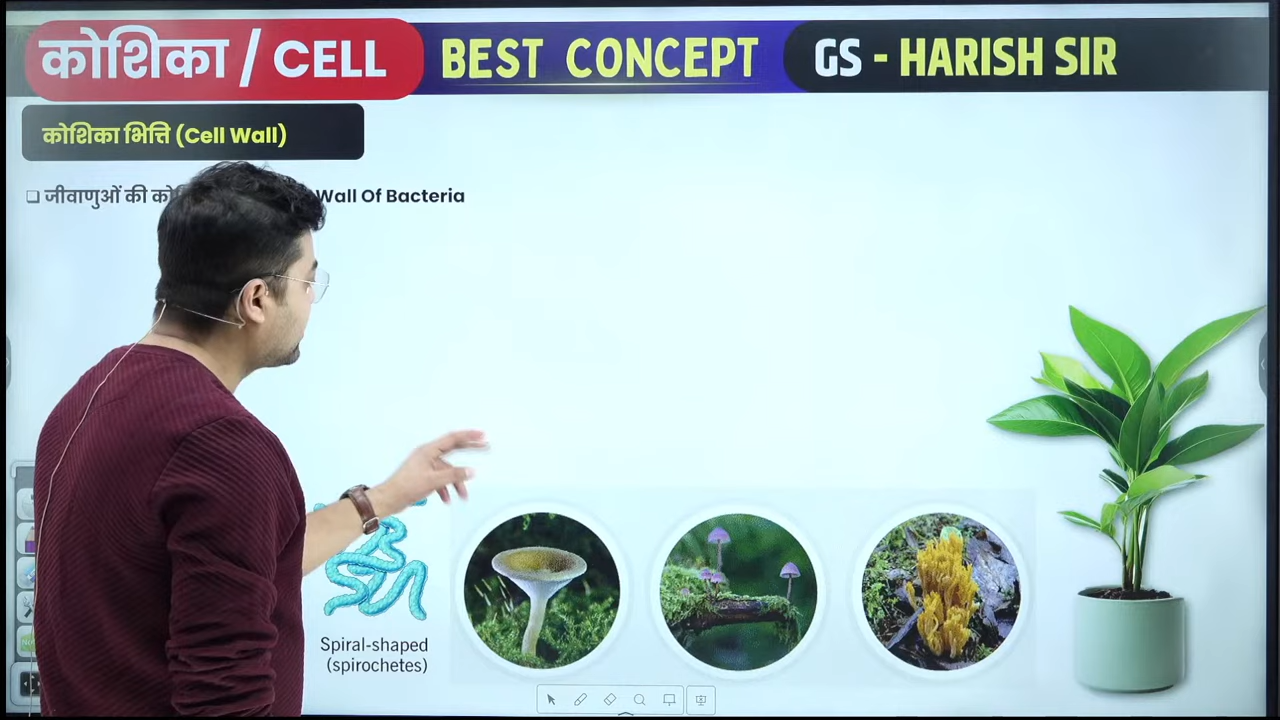 कोशिका / CELL
BEST CONCEPT
GS - HARISH SIR
कोशिका भित्ति (Cell Wall)
❑ जीवाणुओं की Wall Of Bacteria
Spiral-shaped
(spirochetes)